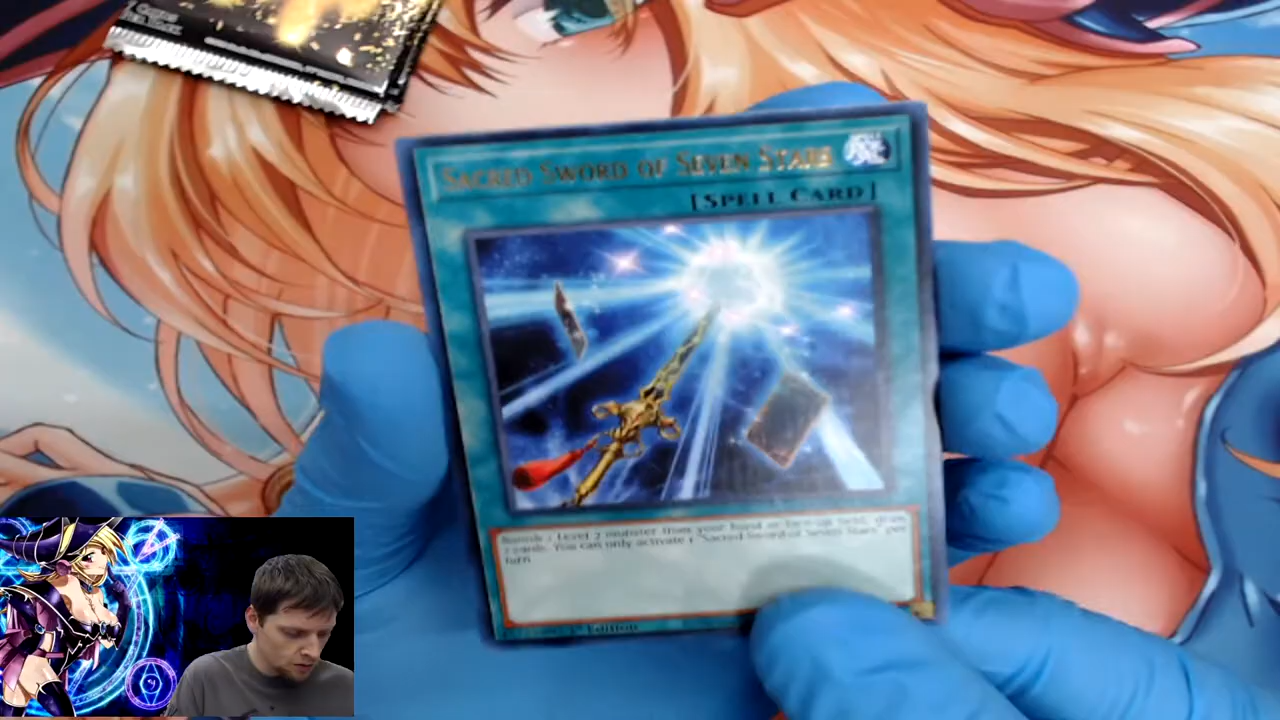 SACRED SWORD OF SEVEN STARS
[SPELL CARD]
Banish 1 Level 7 monster from your hand or face-up field; draw
2 cards. You can only activate 1 "Sacred Sword of Seven Stars" per
turn.
Edition